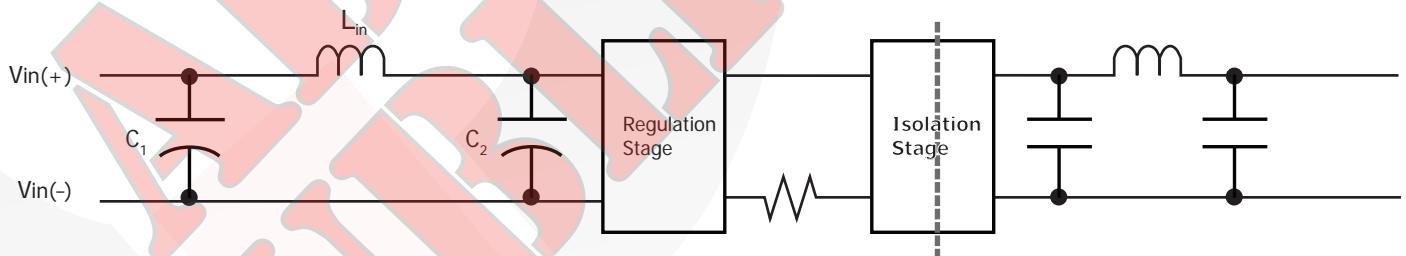 Lin
Vin(+)
C1
C2
Regulation
Stage
Isolation
Stage
Vin(–)